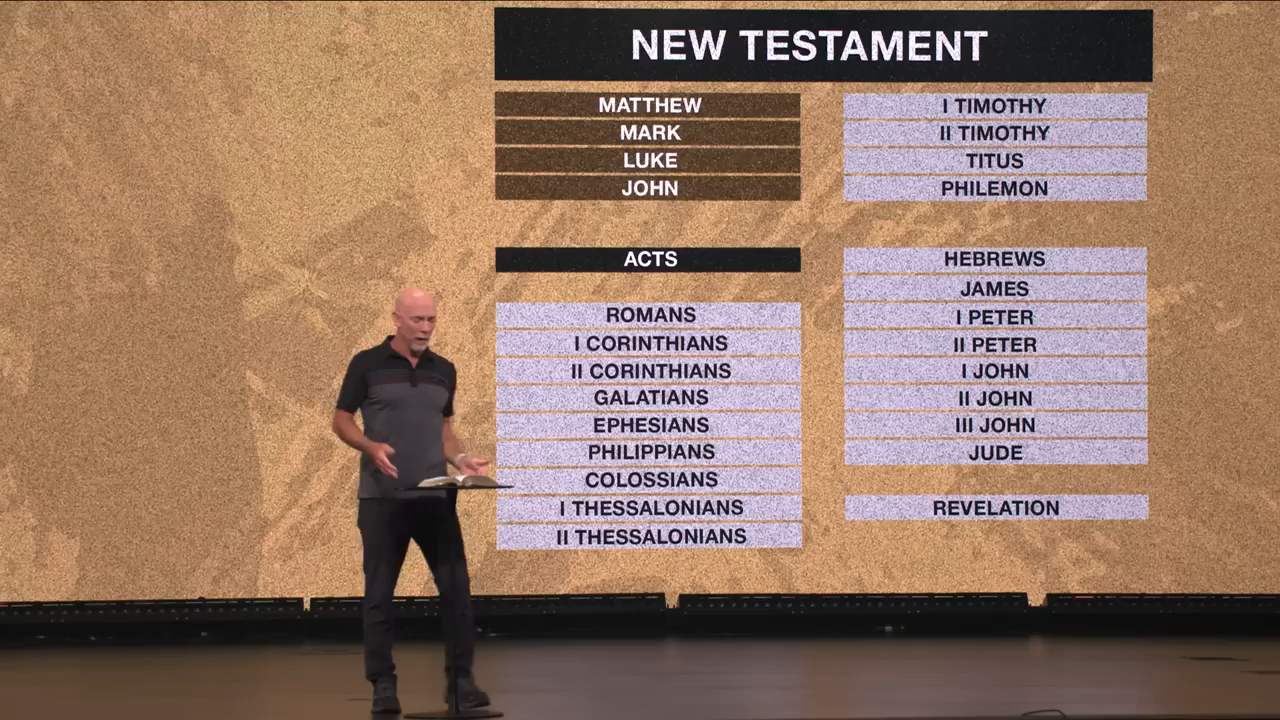 NEW TESTAMENT
MATTHEW
MARK
LUKE
JOHN
ACTS
ROMANS
I CORINTHIANS
II CORINTHIANS
GALATIANS
EPHESIANS
PHILIPPIANS
COLOSSIANS
I THESSALONIANS
II THESSALONIANS
I TIMOTHY
II TIMOTHY
TITUS
PHILEMON
HEBREWS
JAMES
I PETER
II PETER
I JOHN
II JOHN
III JOHN
JUDE
REVELATION